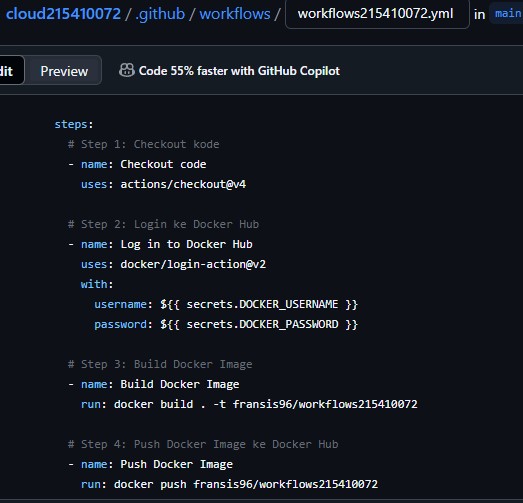 cloud215410072 / .github / workflows / workflows215410072.yml in main
dit Preview Code 55% faster with GitHub Copilot
steps:
# Step 1: Checkout kode
- name: Checkout code
uses: actions/checkout@v4
# Step 2: Login ke Docker Hub
- name: Log in to Docker Hub
uses: docker/login-action@v2
with:
username: ${{ secrets.DOCKER_USERNAME }}
password: ${{ secrets.DOCKER_PASSWORD }}
# Step 3: Build Docker Image
- name: Build Docker Image
run: docker build . -t fransis96/workflows215410072
# Step 4: Push Docker Image ke Docker Hub
- name: Push Docker Image
run: docker push fransis96/workflows215410072